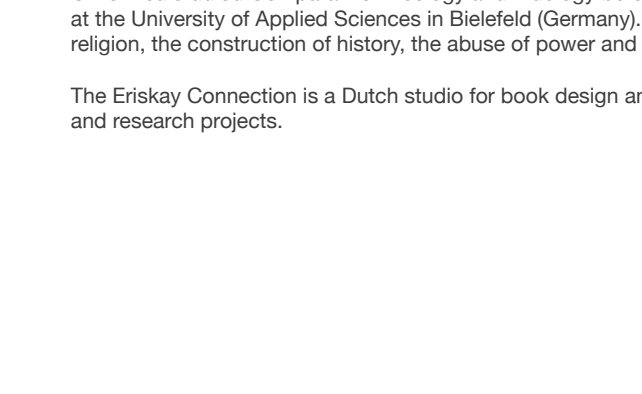 at the University of Applied Sciences in Bielefeld (Germany).
religion, the construction of history, the abuse of power and
The Eriskay Connection is a Dutch studio for book design
and research projects.